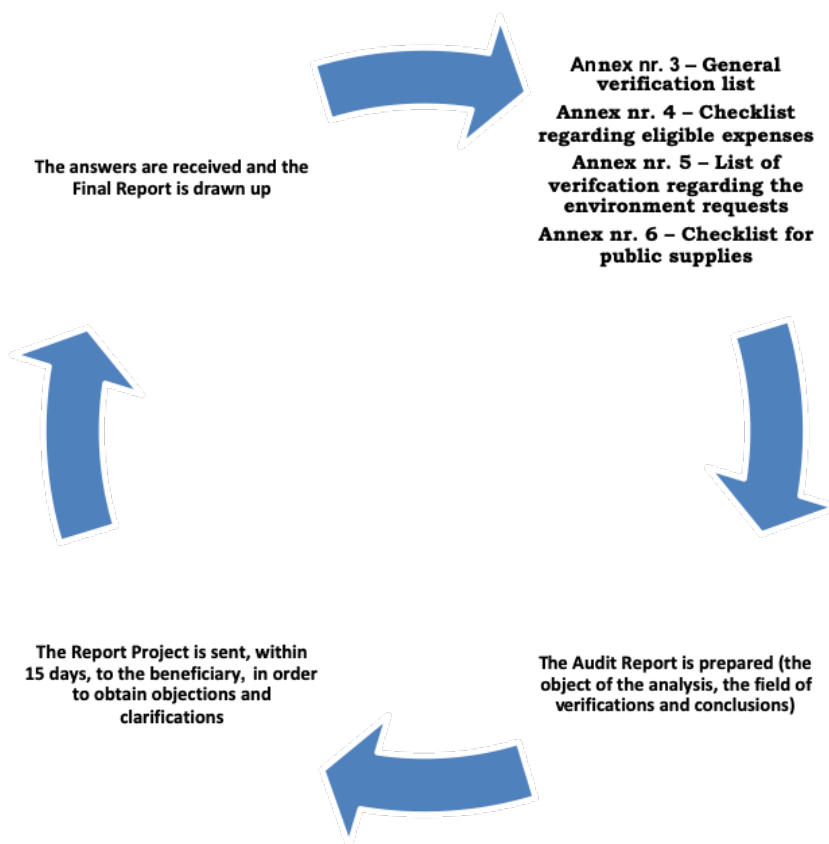 Annex nr. 3 – General
verification list
Annex nr. 4 – Checklist
regarding eligible expenses
Annex nr. 5 – List of
verifcation regarding the
environment requests
Annex nr. 6 – Checklist for
public supplies
The Audit Report is prepared (the
object of the analysis, the field of
verifications and conclusions)
The Report Project is sent, within
15 days, to the beneficiary, in order
to obtain objections and
clarifications
The answers are received and the
Final Report is drawn up